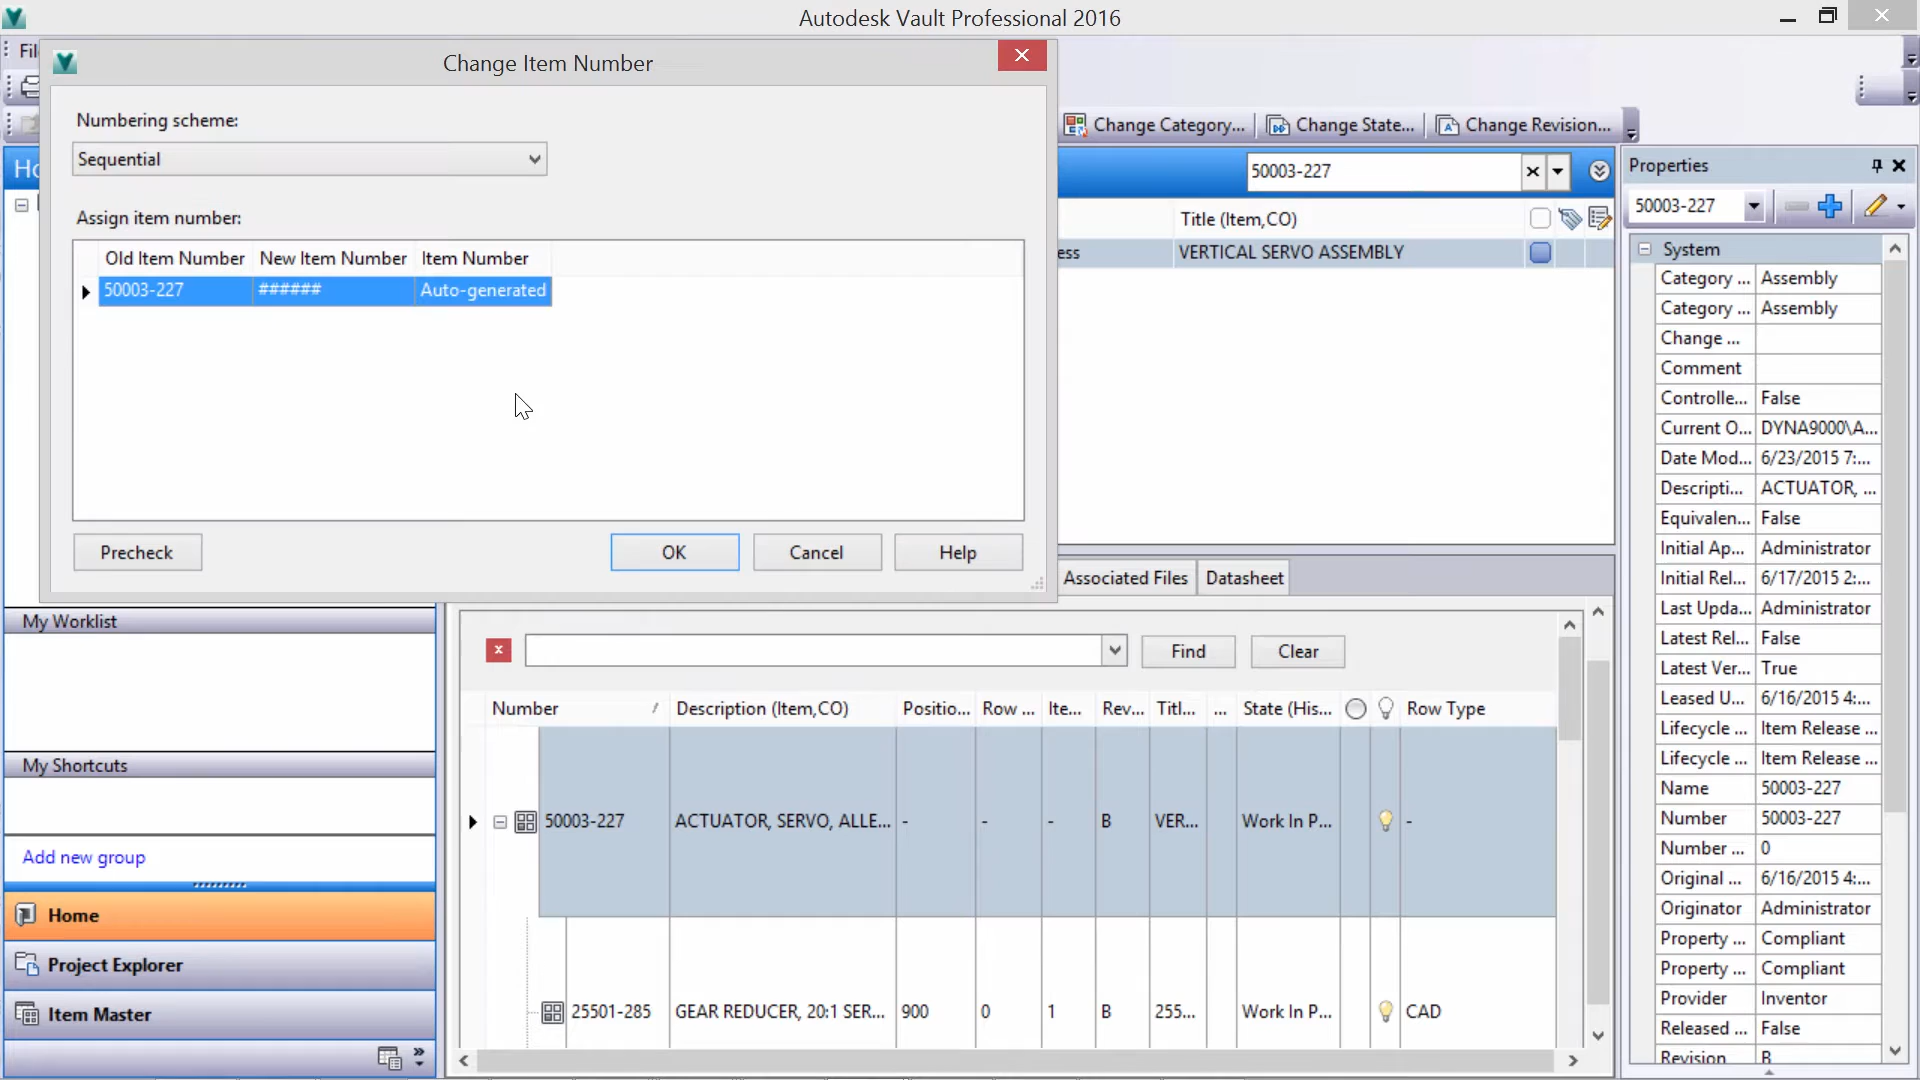 Autodesk Vault Professional 2016
Change Item Number
Numbering scheme:
Sequential
Assign item number:
Old Item Number New Item Number Item Number
50003-227 ###### Auto-generated
Precheck OK Cancel Help
Change Category... Change State... Change Revision...
50003-227
Title (Item,CO)
ess VERTICAL SERVO ASSEMBLY
Associated Files Datasheet
Find Clear
Number / Description (Item,CO) Positio... Row ... Ite... Rev... Titl... ... State (His... Row Type
50003-227 ACTUATOR, SERVO, ALLE... - - - B VER... Work In P... -
25501-285 GEAR REDUCER, 20:1 SER... 900 0 1 B 255... Work In P... CAD
My Worklist
My Shortcuts
Add new group
Home
Project Explorer
Item Master
Properties
50003-227
System
Category ... Assembly
Category ... Assembly
Change ...
Comment
Controlle... False
Current O... DYNA9000\A...
Date Mod... 6/23/2015 7:...
Descripti... ACTUATOR, ...
Equivalen... False
Initial Ap... Administrator
Initial Rel... 6/17/2015 2:...
Last Upda... Administrator
Latest Rel... False
Latest Ver... True
Leased U... 6/16/2015 4:...
Lifecycle ... Item Release ...
Lifecycle ... Item Release ...
Name 50003-227
Number 50003-227
Number ... 0
Original ... 6/16/2015 4:...
Originator Administrator
Property ... Compliant
Property ... Compliant
Provider Inventor
Released ... False
Revision B